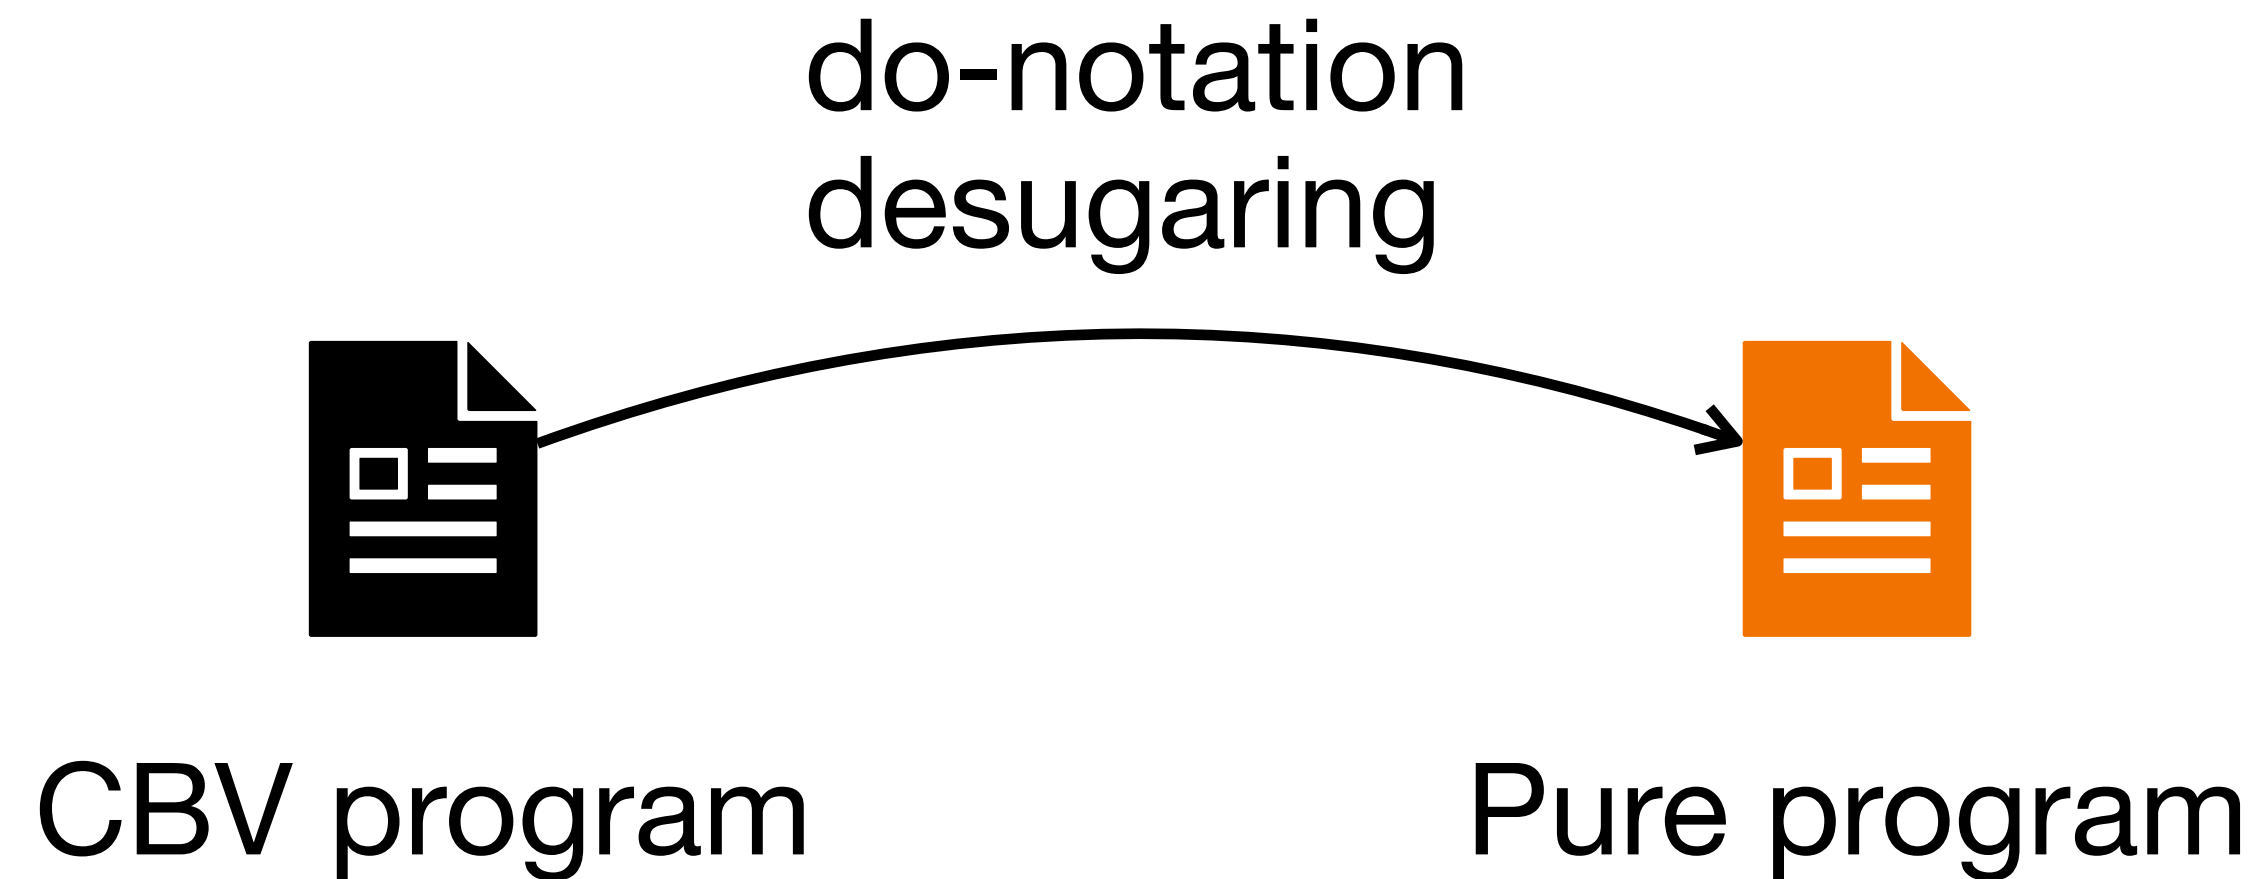 do-notation
desugaring
CBV program
Pure program